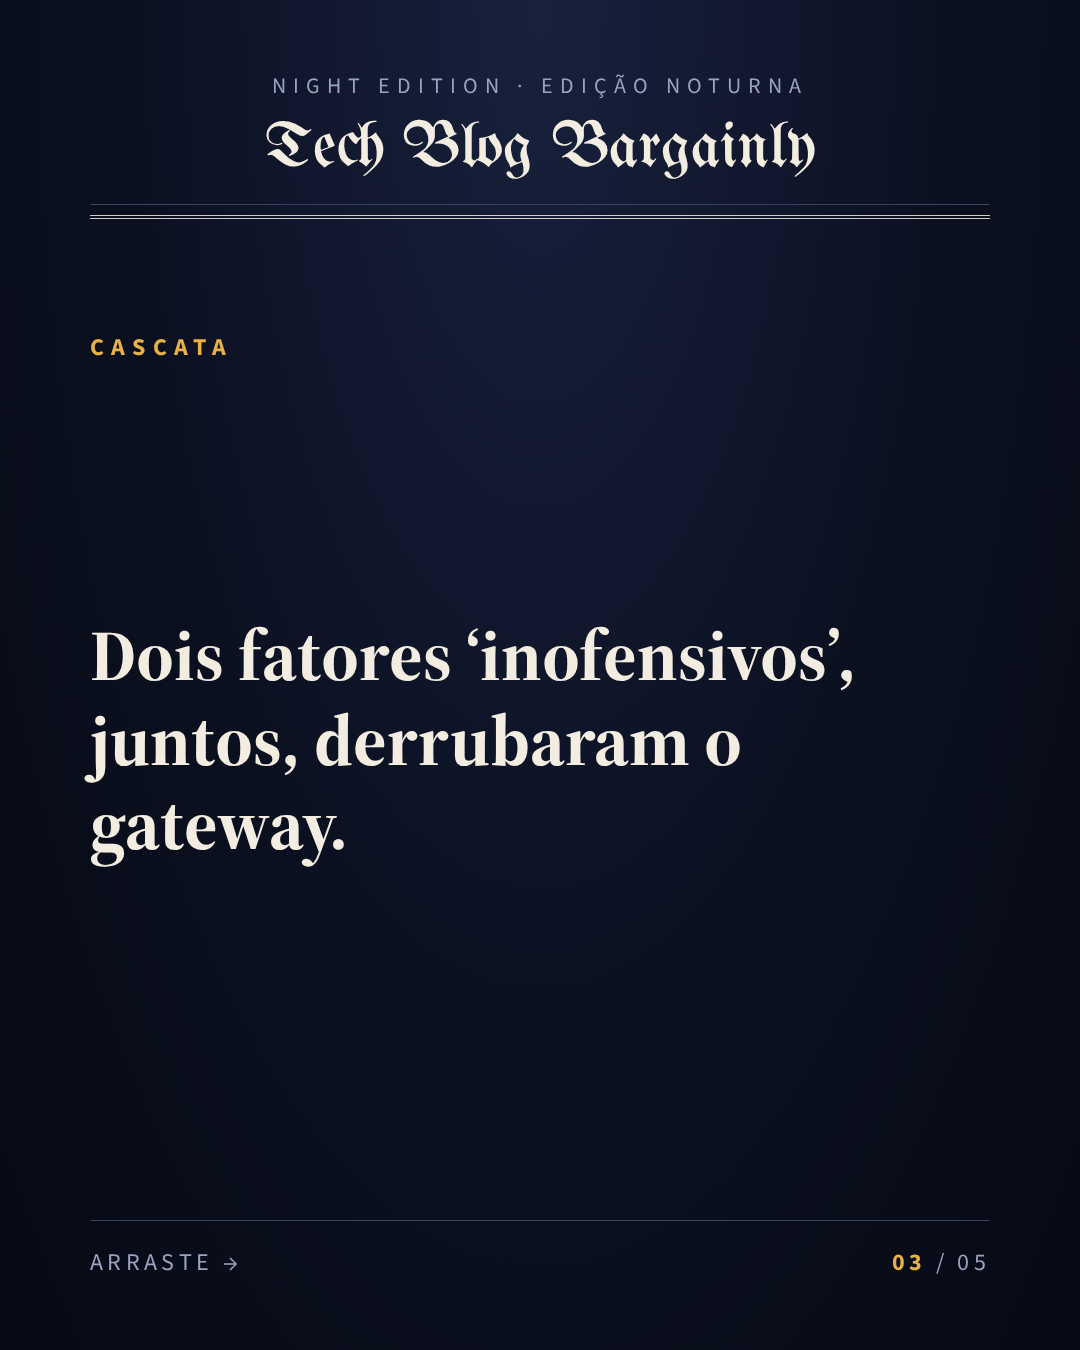 NIGHT EDITION · EDIÇÃO NOTURNA
Tech Blog Bargainly
CASCATA
Dois fatores ‘inofensivos’,
juntos, derrubaram o
gateway.
ARRASTE →
03 / 05